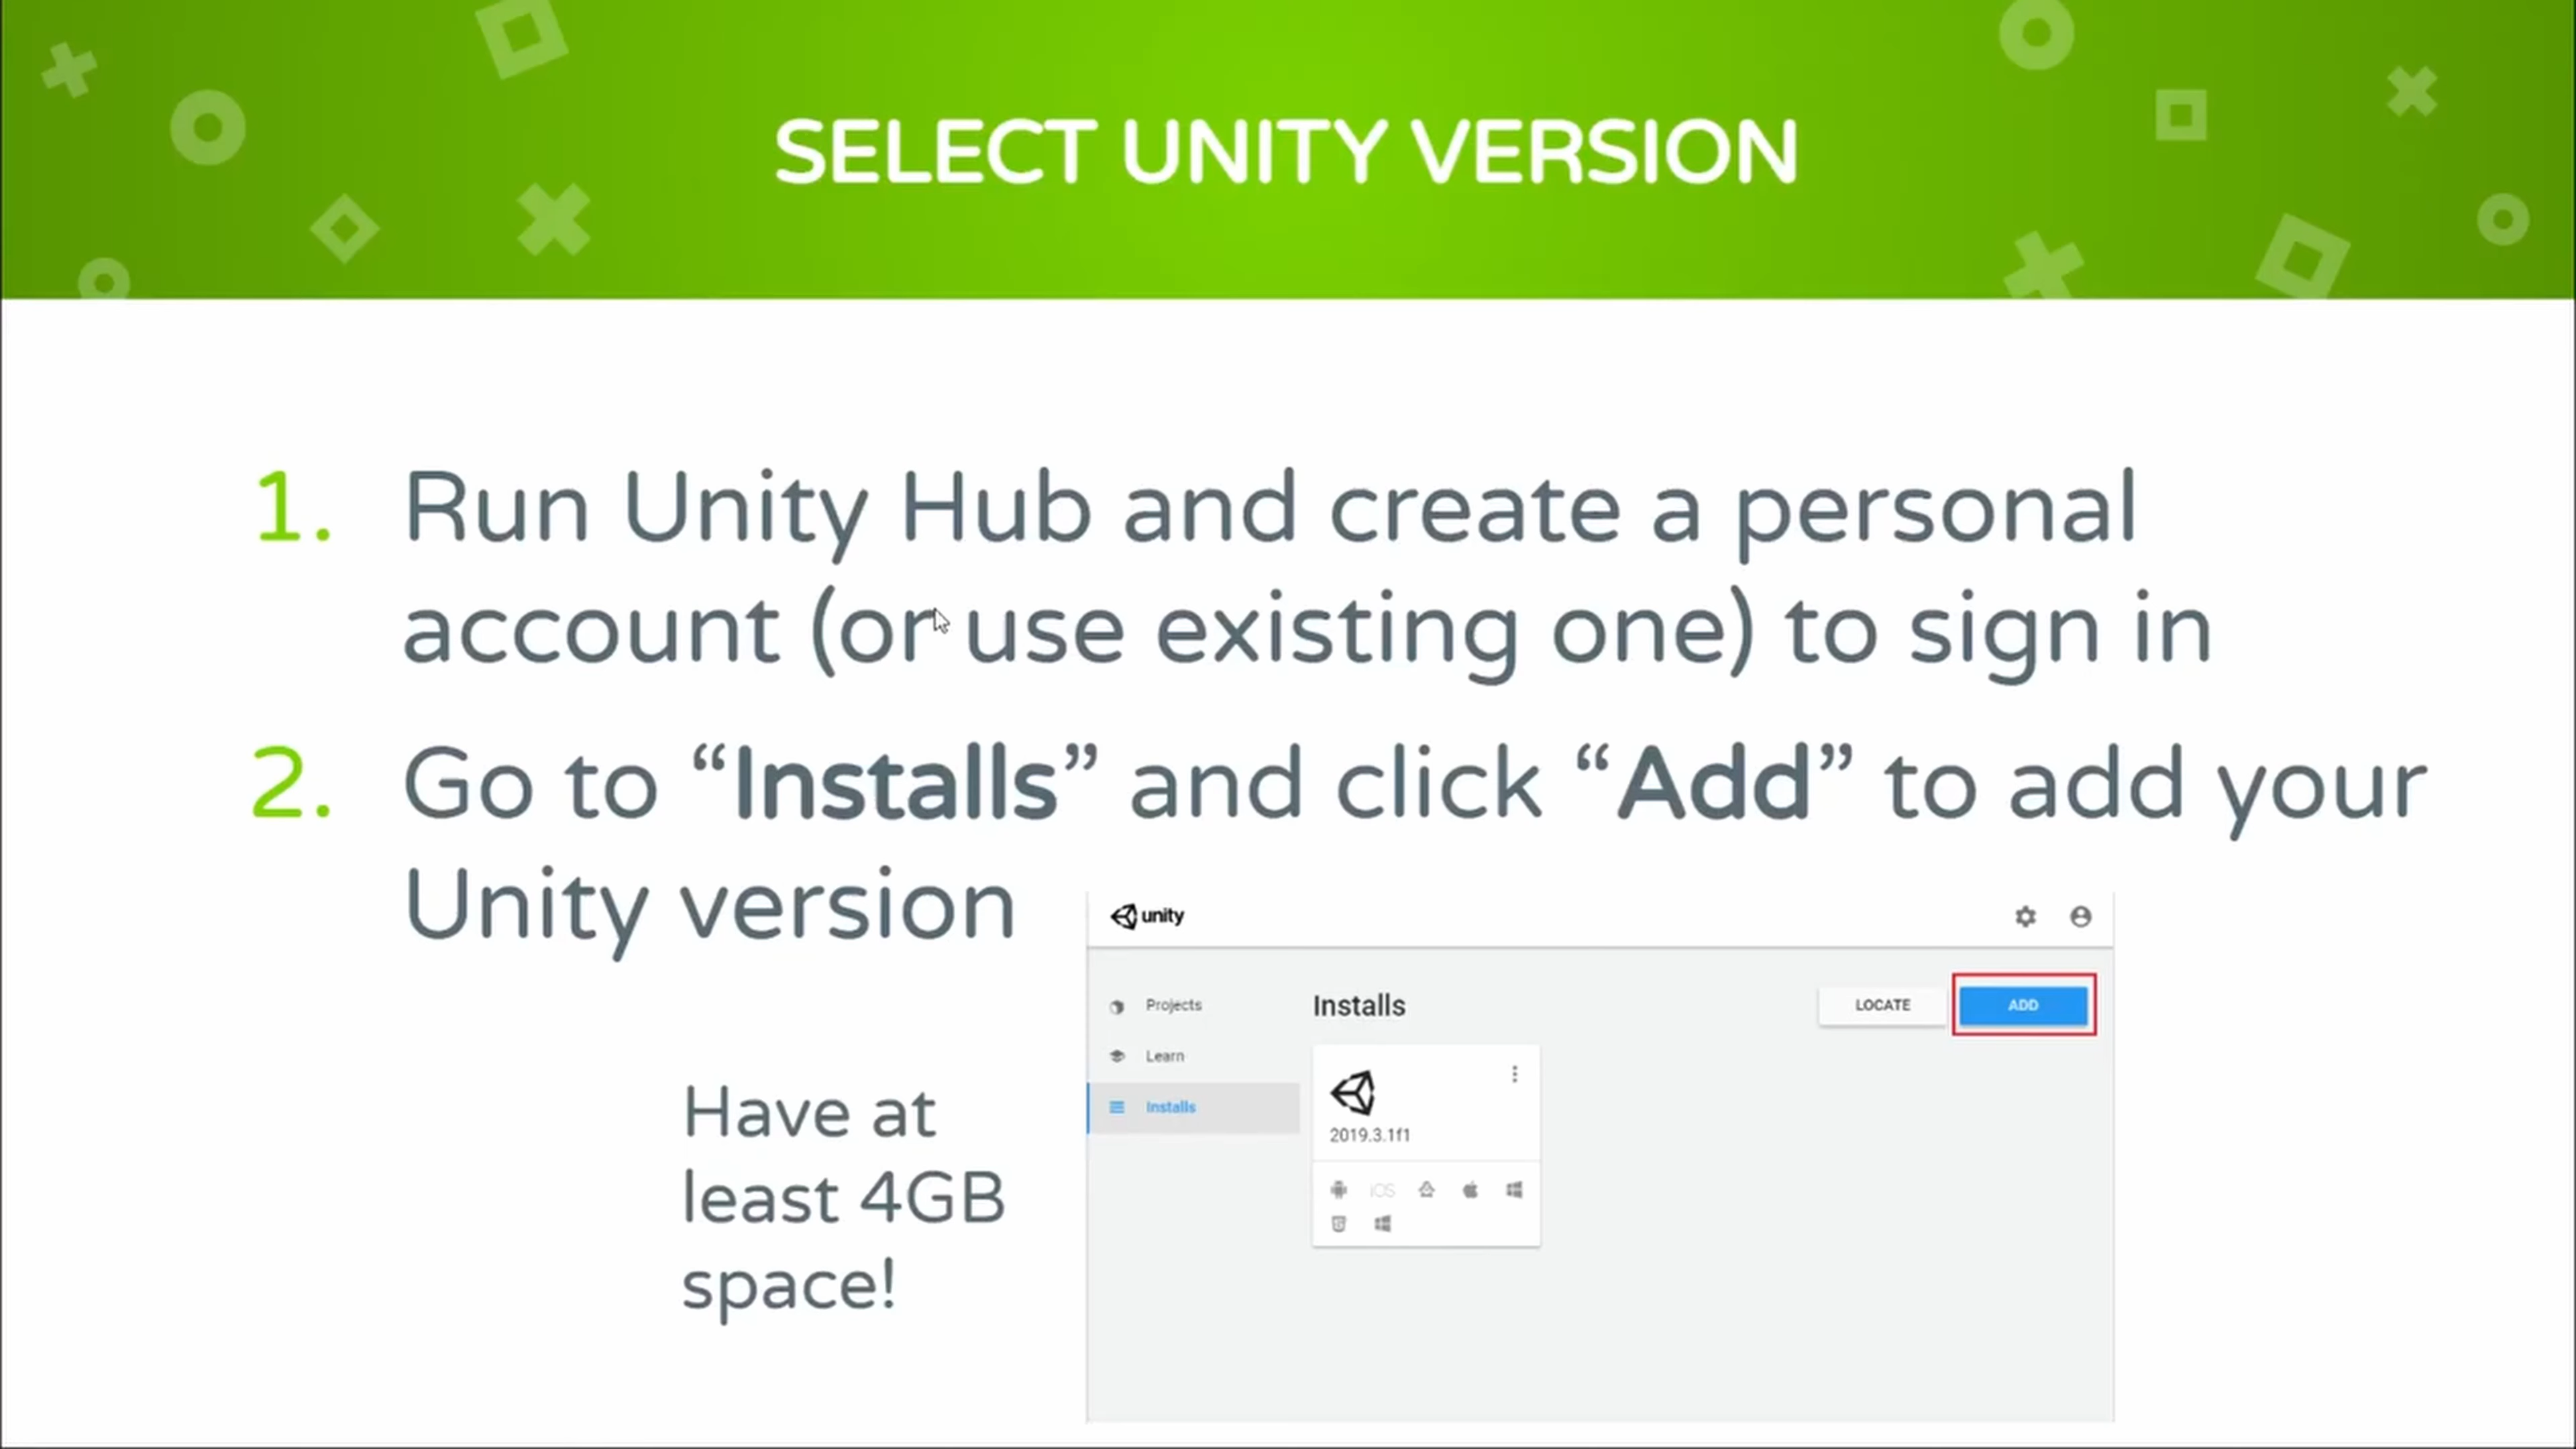 SELECT UNITY VERSION
1. Run Unity Hub and create a personal
account (or use existing one) to sign in
2. Go to “Installs” and click “Add” to add your
Unity version
Have at
least 4GB
space!
unity
Projects
Learn
Installs
Installs
LOCATE
ADD
2019.3.1f1
iOS